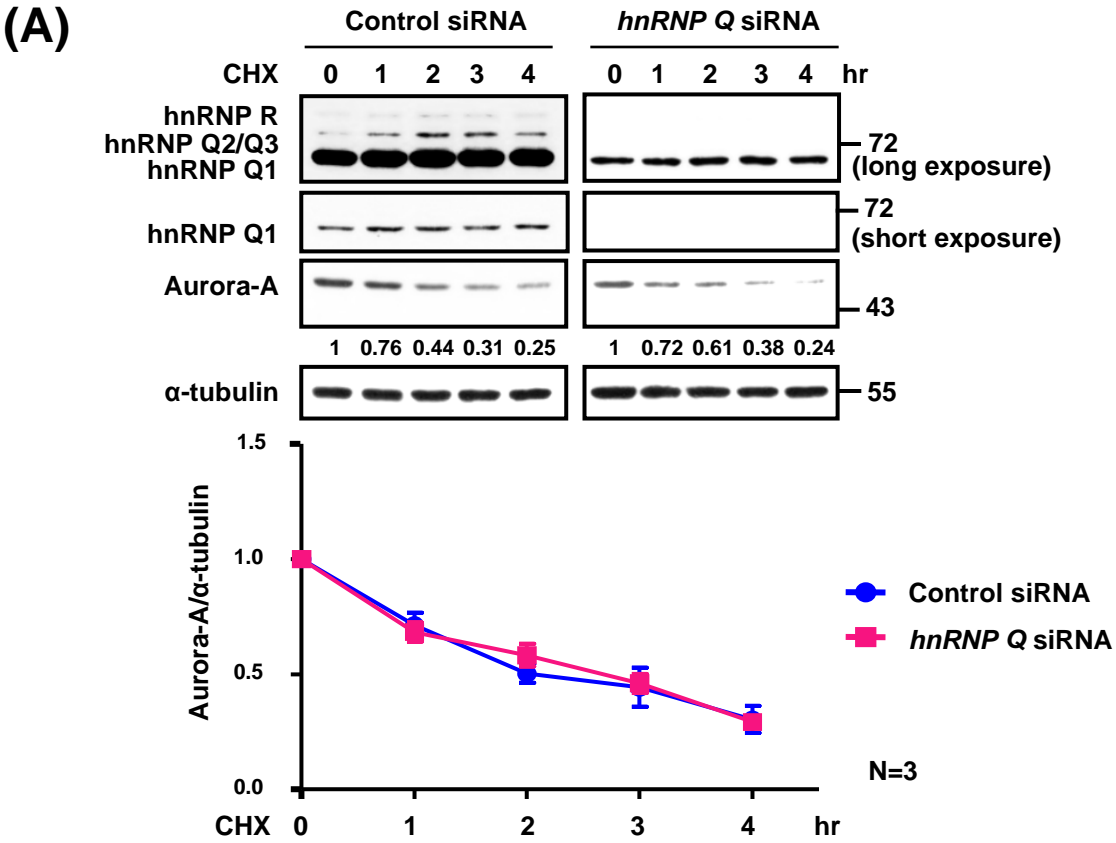 (A)
Control siRNA hnRNP Q siRNA
CHX 0 1 2 3 4 0 1 2 3 4 hr
hnRNP R
hnRNP Q2/Q3 72
hnRNP Q1 (long exposure)
72
hnRNP Q1 (short exposure)
Aurora-A
43
1 0.76 0.44 0.31 0.25 1 0.72 0.61 0.38 0.24
α-tubulin 55
1.5
Aurora-A/α-tubulin
1.0
Control siRNA
hnRNP Q siRNA
0.5
N=3
0.0
CHX 0 1 2 3 4 hr